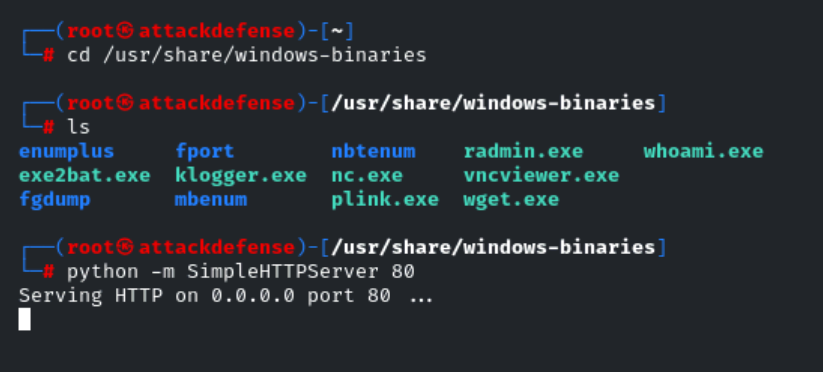 ┌──(root㉿attackdefense)-[~]
└─# cd /usr/share/windows-binaries
┌──(root㉿attackdefense)-[/usr/share/windows-binaries]
└─# ls
enumplus fport nbtenum radmin.exe whoami.exe
exe2bat.exe klogger.exe nc.exe vncviewer.exe
fgdump mbenum plink.exe wget.exe
┌──(root㉿attackdefense)-[/usr/share/windows-binaries]
└─# python -m SimpleHTTPServer 80
Serving HTTP on 0.0.0.0 port 80 ...